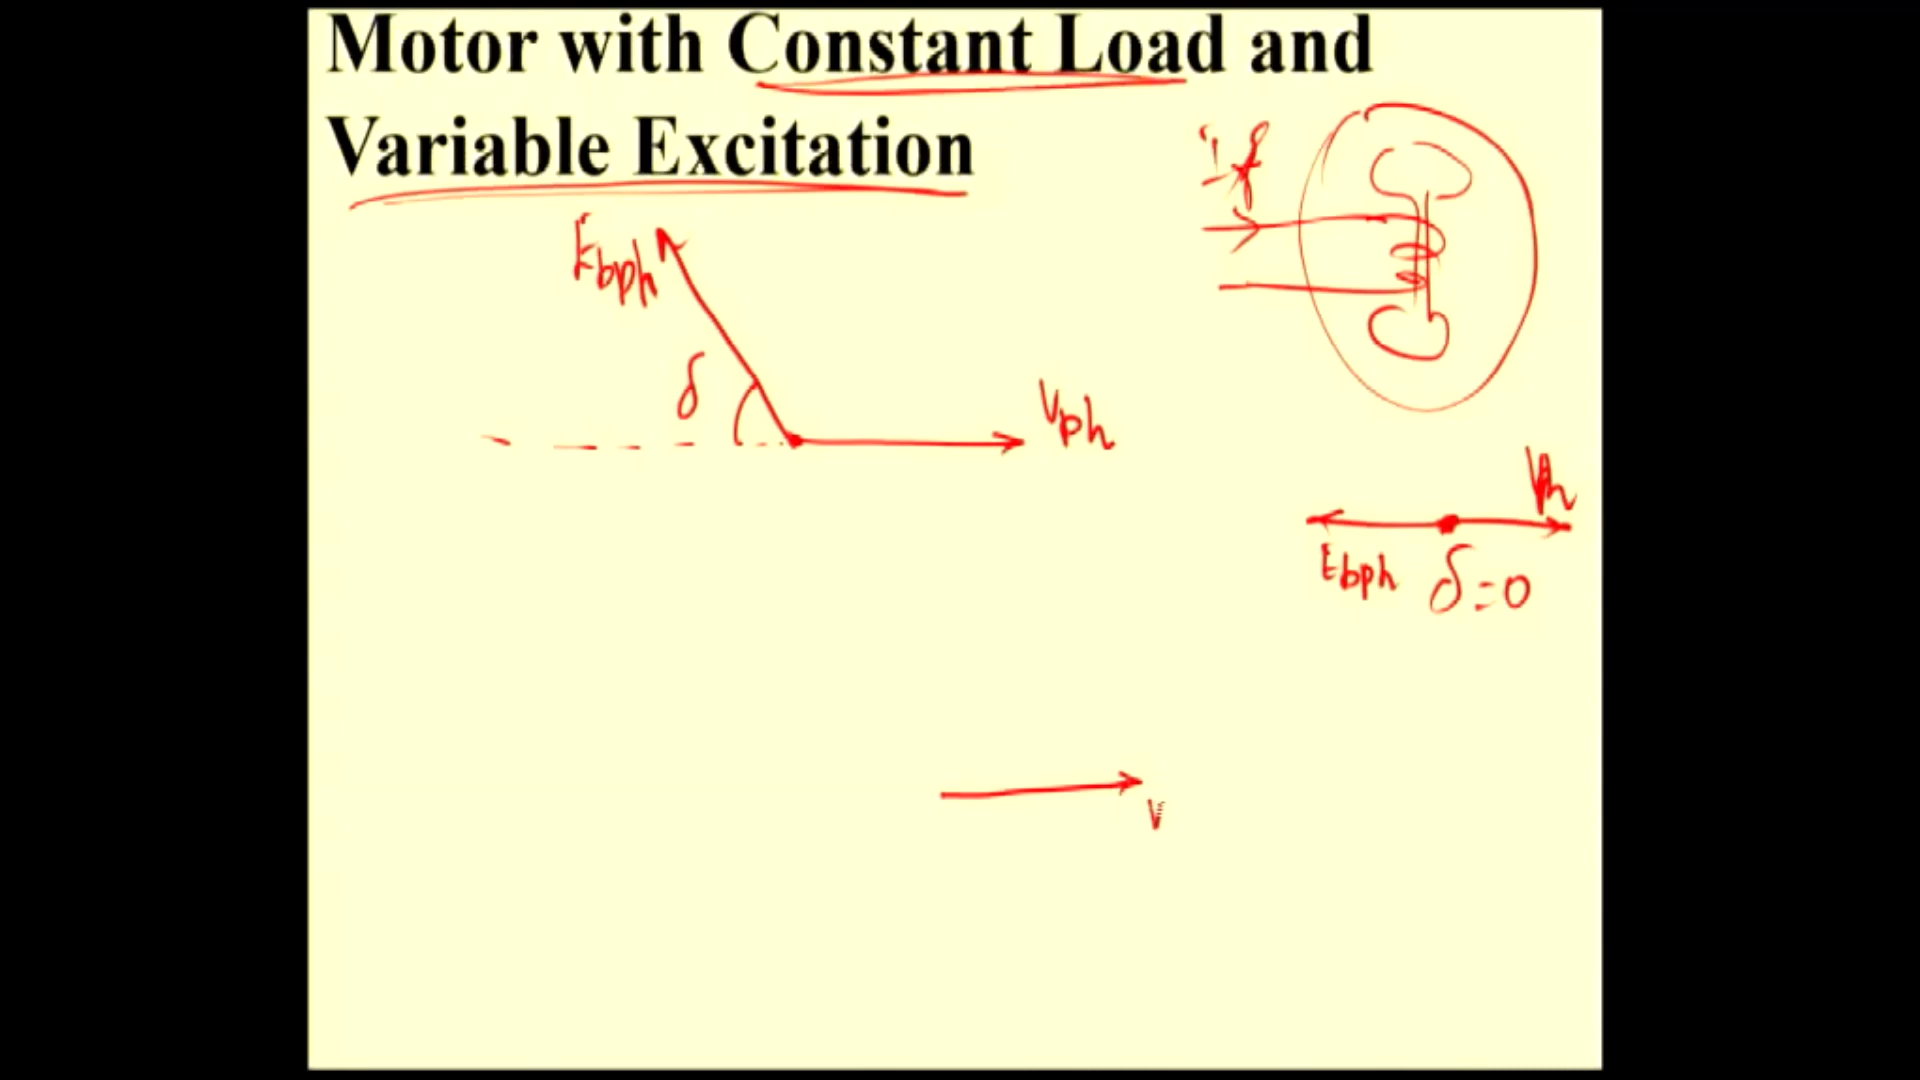 Motor with Constant Load and
Variable Excitation
If
Ebph
δ
Vph
Vph
Ebph δ=0
V